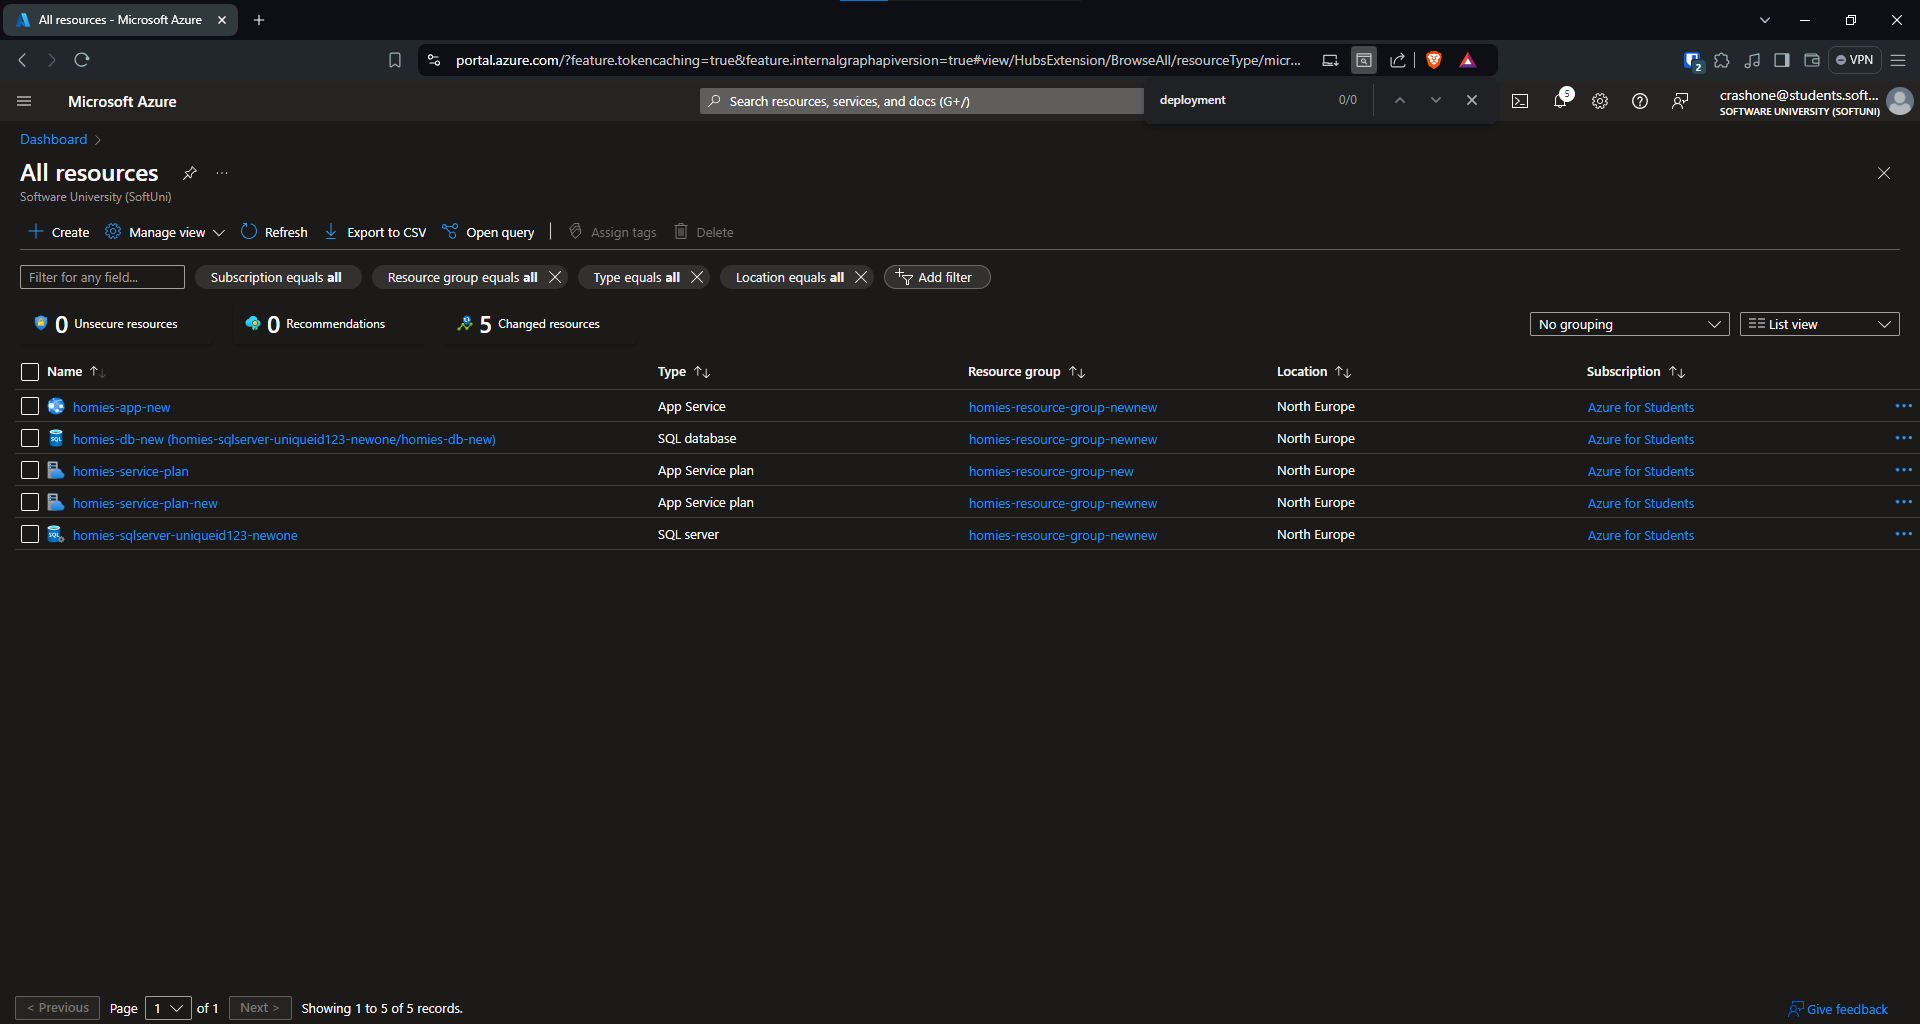 All resources - Microsoft Azure
portal.azure.com/?feature.tokencaching=true&feature.internalgraphapiversion=true#view/HubsExtension/BrowseAll/resourceType/micr...
2
VPN
Microsoft Azure
Search resources, services, and docs (G+/)
deployment 0/0
5
crashone@students.soft...
SOFTWARE UNIVERSITY (SOFTUNI)
Dashboard
All resources
Software University (SoftUni)
Create Manage view Refresh Export to CSV Open query Assign tags Delete
Filter for any field... Subscription equals all Resource group equals all Type equals all Location equals all Add filter
0 Unsecure resources 0 Recommendations 5 Changed resources No grouping List view
Name Type Resource group Location Subscription
homies-app-new App Service homies-resource-group-newnew North Europe Azure for Students
SQL homies-db-new (homies-sqlserver-uniqueid123-newone/homies-db-new) SQL database homies-resource-group-newnew North Europe Azure for Students
homies-service-plan App Service plan homies-resource-group-new North Europe Azure for Students
homies-service-plan-new App Service plan homies-resource-group-newnew North Europe Azure for Students
SQL homies-sqlserver-uniqueid123-newone SQL server homies-resource-group-newnew North Europe Azure for Students
< Previous Page 1 of 1 Next > Showing 1 to 5 of 5 records. Give feedback